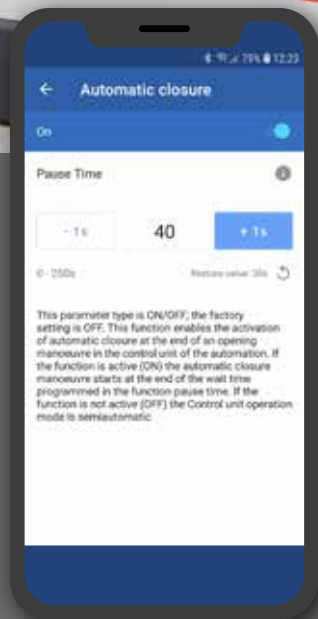 79% 12:23
Automatic closure
On
Pause Time
- 1s 40 + 1s
0 - 250s Restore value: 30s
This parameter type is ON/OFF, the factory
setting is OFF. This function enables the activation
of automatic closure at the end of an opening
manoeuvre in the control unit of the automation. If
the function is active (ON) the automatic closure
manoeuvre starts at the end of the wait time
programmed in the function pause time. If the
function is not active (OFF) the Control unit operation
mode is semiautomatic.